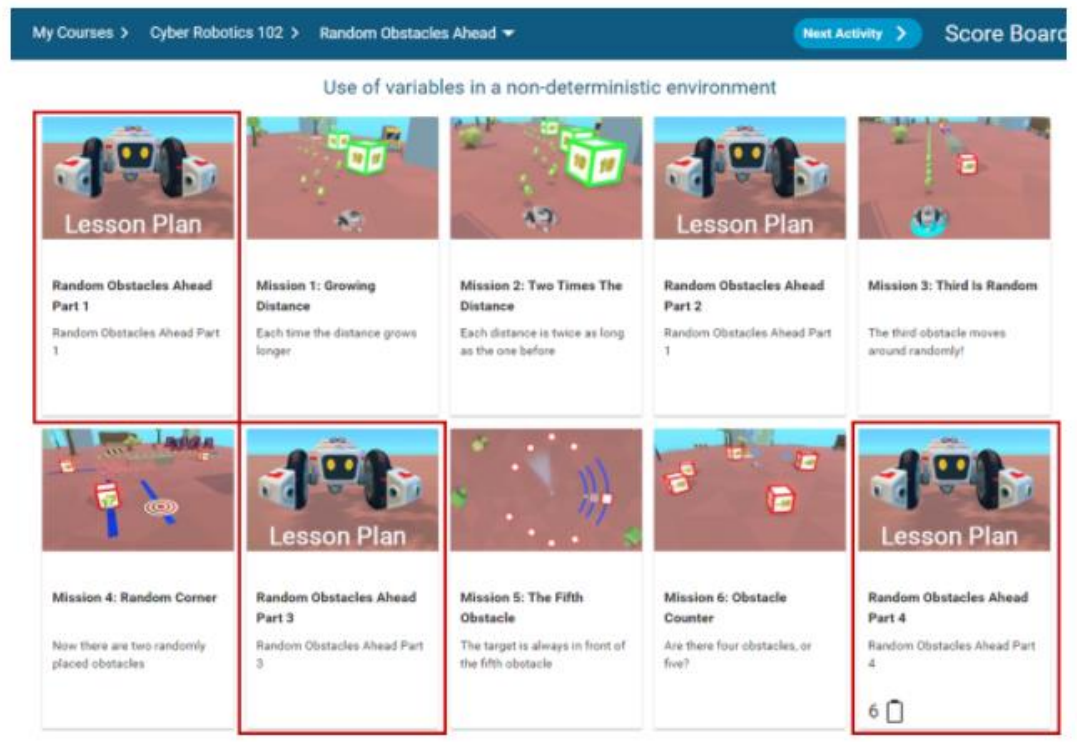 My Courses > Cyber Robotics 102 > Random Obstacles Ahead
Next Activity >
Score Board
Use of variables in a non-deterministic environment
Lesson Plan
Random Obstacles Ahead
Part 1
Random Obstacles Ahead Part
1
Mission 1: Growing
Distance
Each time the distance grows
longer
Mission 2: Two Times The
Distance
Each distance is twice as long
as the one before
Lesson Plan
Random Obstacles Ahead
Part 2
Random Obstacles Ahead Part
1
Mission 3: Third Is Random
The third obstacle moves
around randomly!
Mission 4: Random Corner
Now there are two randomly
placed obstacles
Lesson Plan
Random Obstacles Ahead
Part 3
Random Obstacles Ahead Part
3
Mission 5: The Fifth
Obstacle
The target is always in front of
the fifth obstacle
Mission 6: Obstacle
Counter
Are there four obstacles, or
five?
Lesson Plan
Random Obstacles Ahead
Part 4
Random Obstacles Ahead Part
4
6